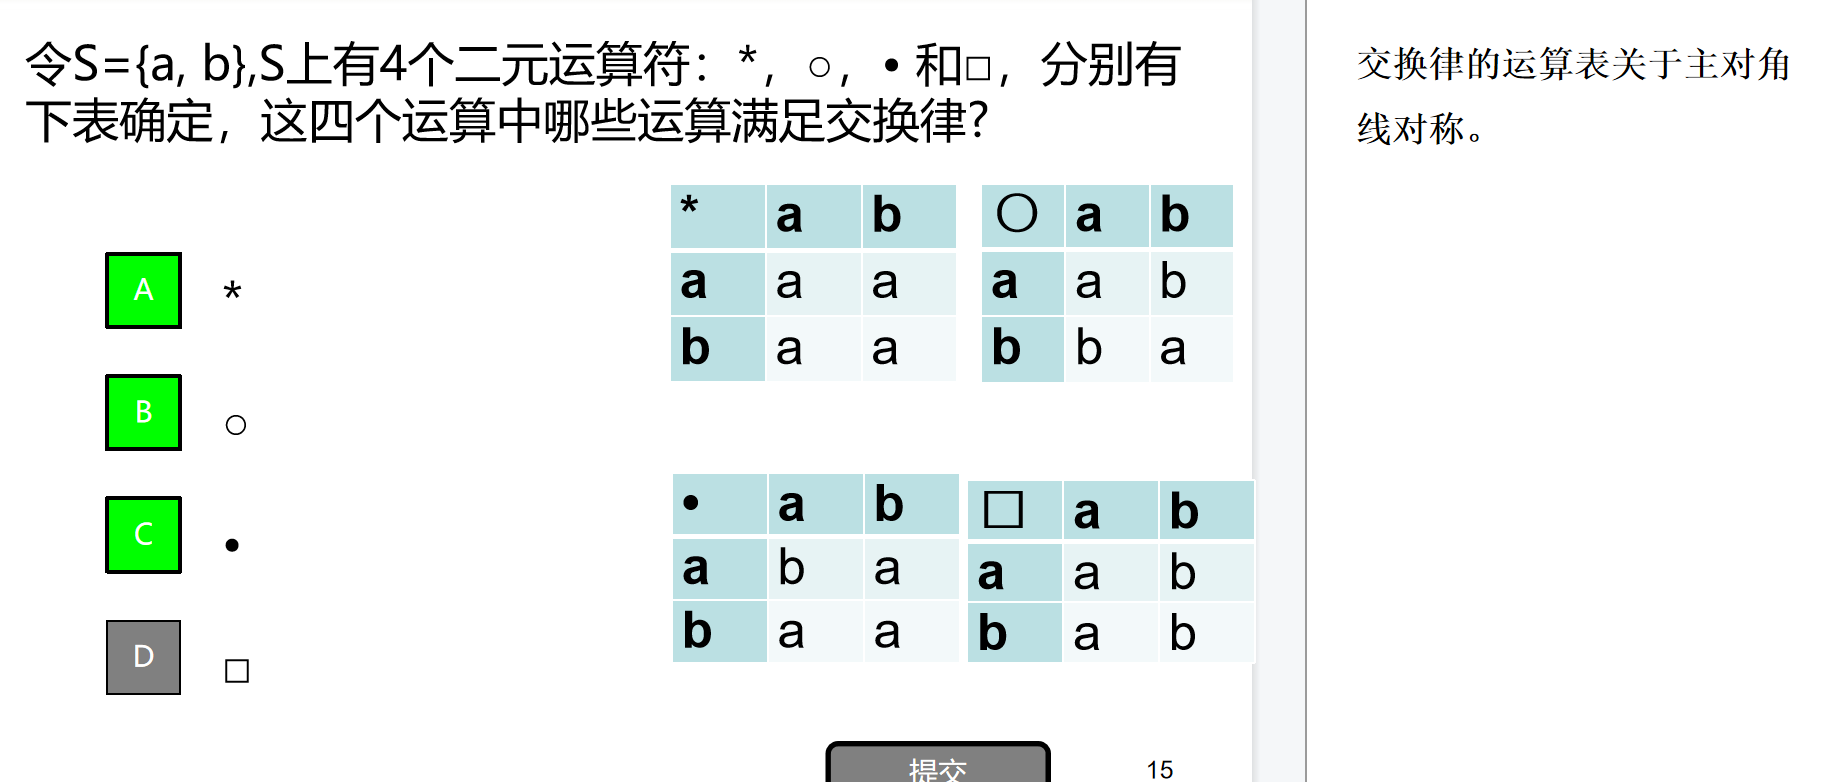 令S={a, b},S上有4个二元运算符：*，○，• 和□，分别有
下表确定，这四个运算中哪些运算满足交换律?
A *
B ○
C •
D □
* a b
a a a
b a a
○ a b
a a b
b b a
• a b
a b a
b a a
□ a b
a a b
b a b
提交
15
交换律的运算表关于主对角
线对称。